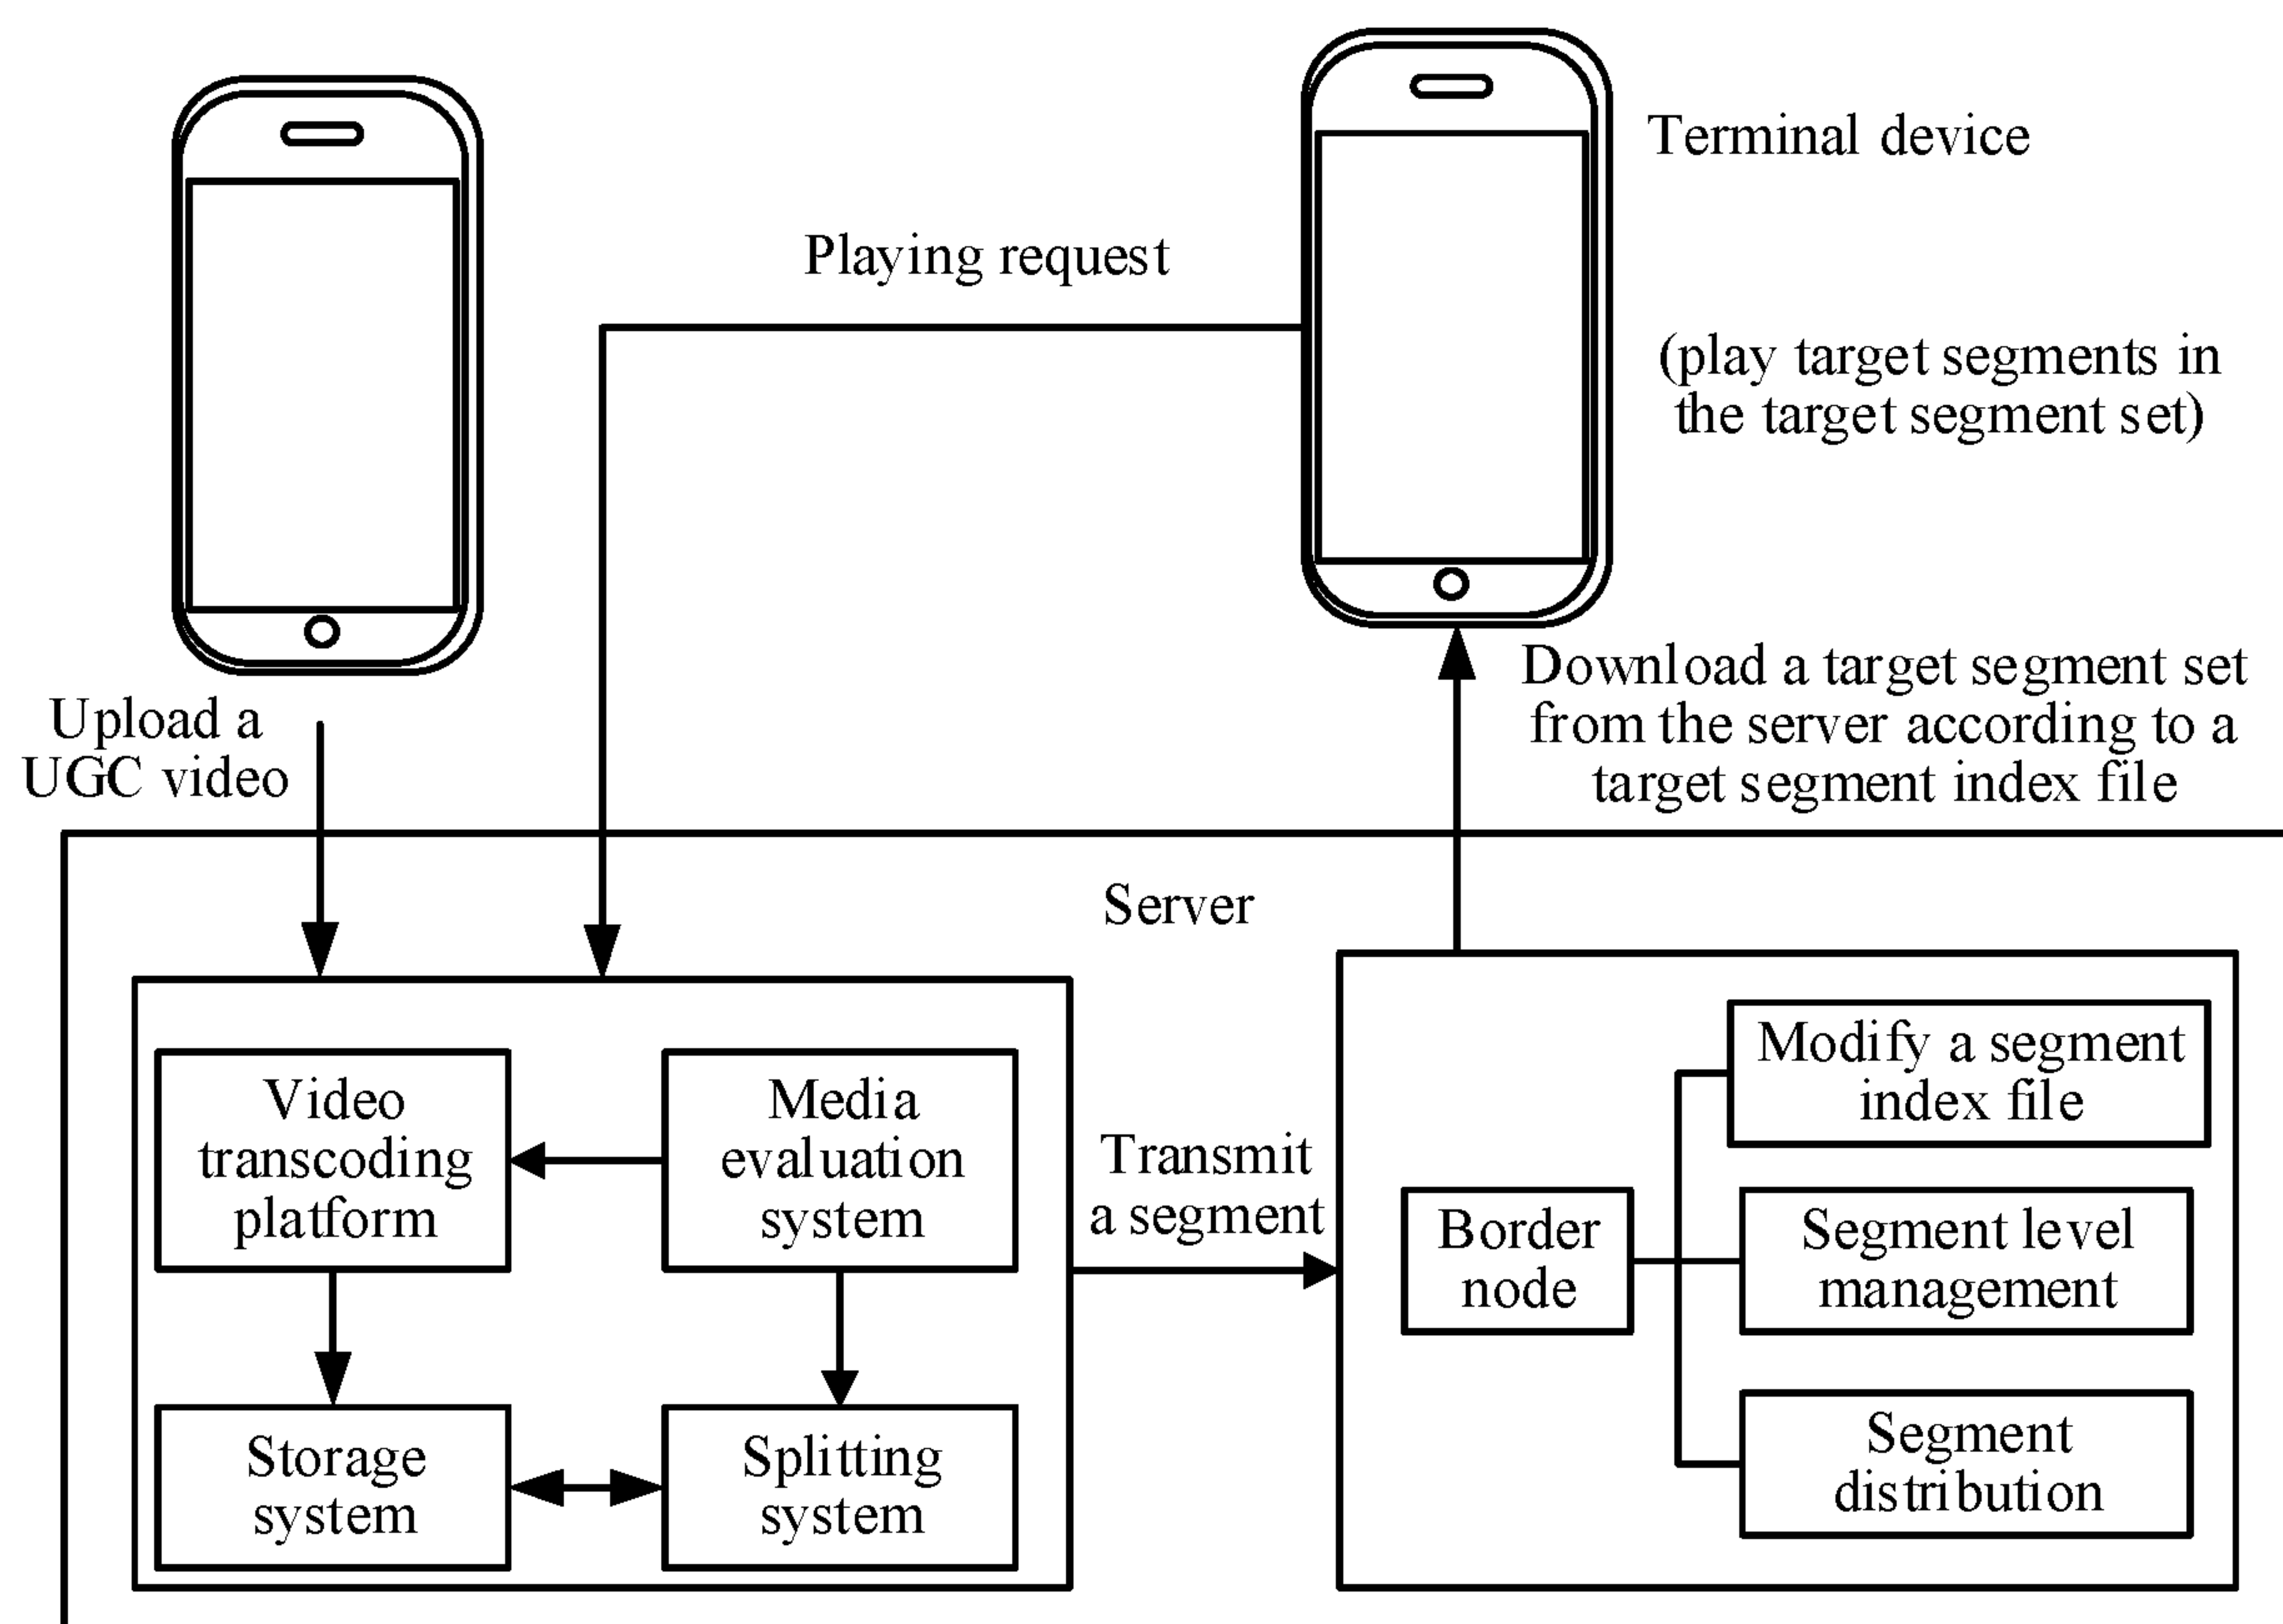 Terminal device
Playing request
(play target segments in
the target segment set)
Upload a
UGC video
Download a target segment set
from the server according to a
target segment index file
Server
Video
transcoding
platform
Media
evaluation
system
Storage
system
Splitting
system
Transmit
a segment
Border
node
Modify a segment
index file
Segment level
management
Segment
distribution